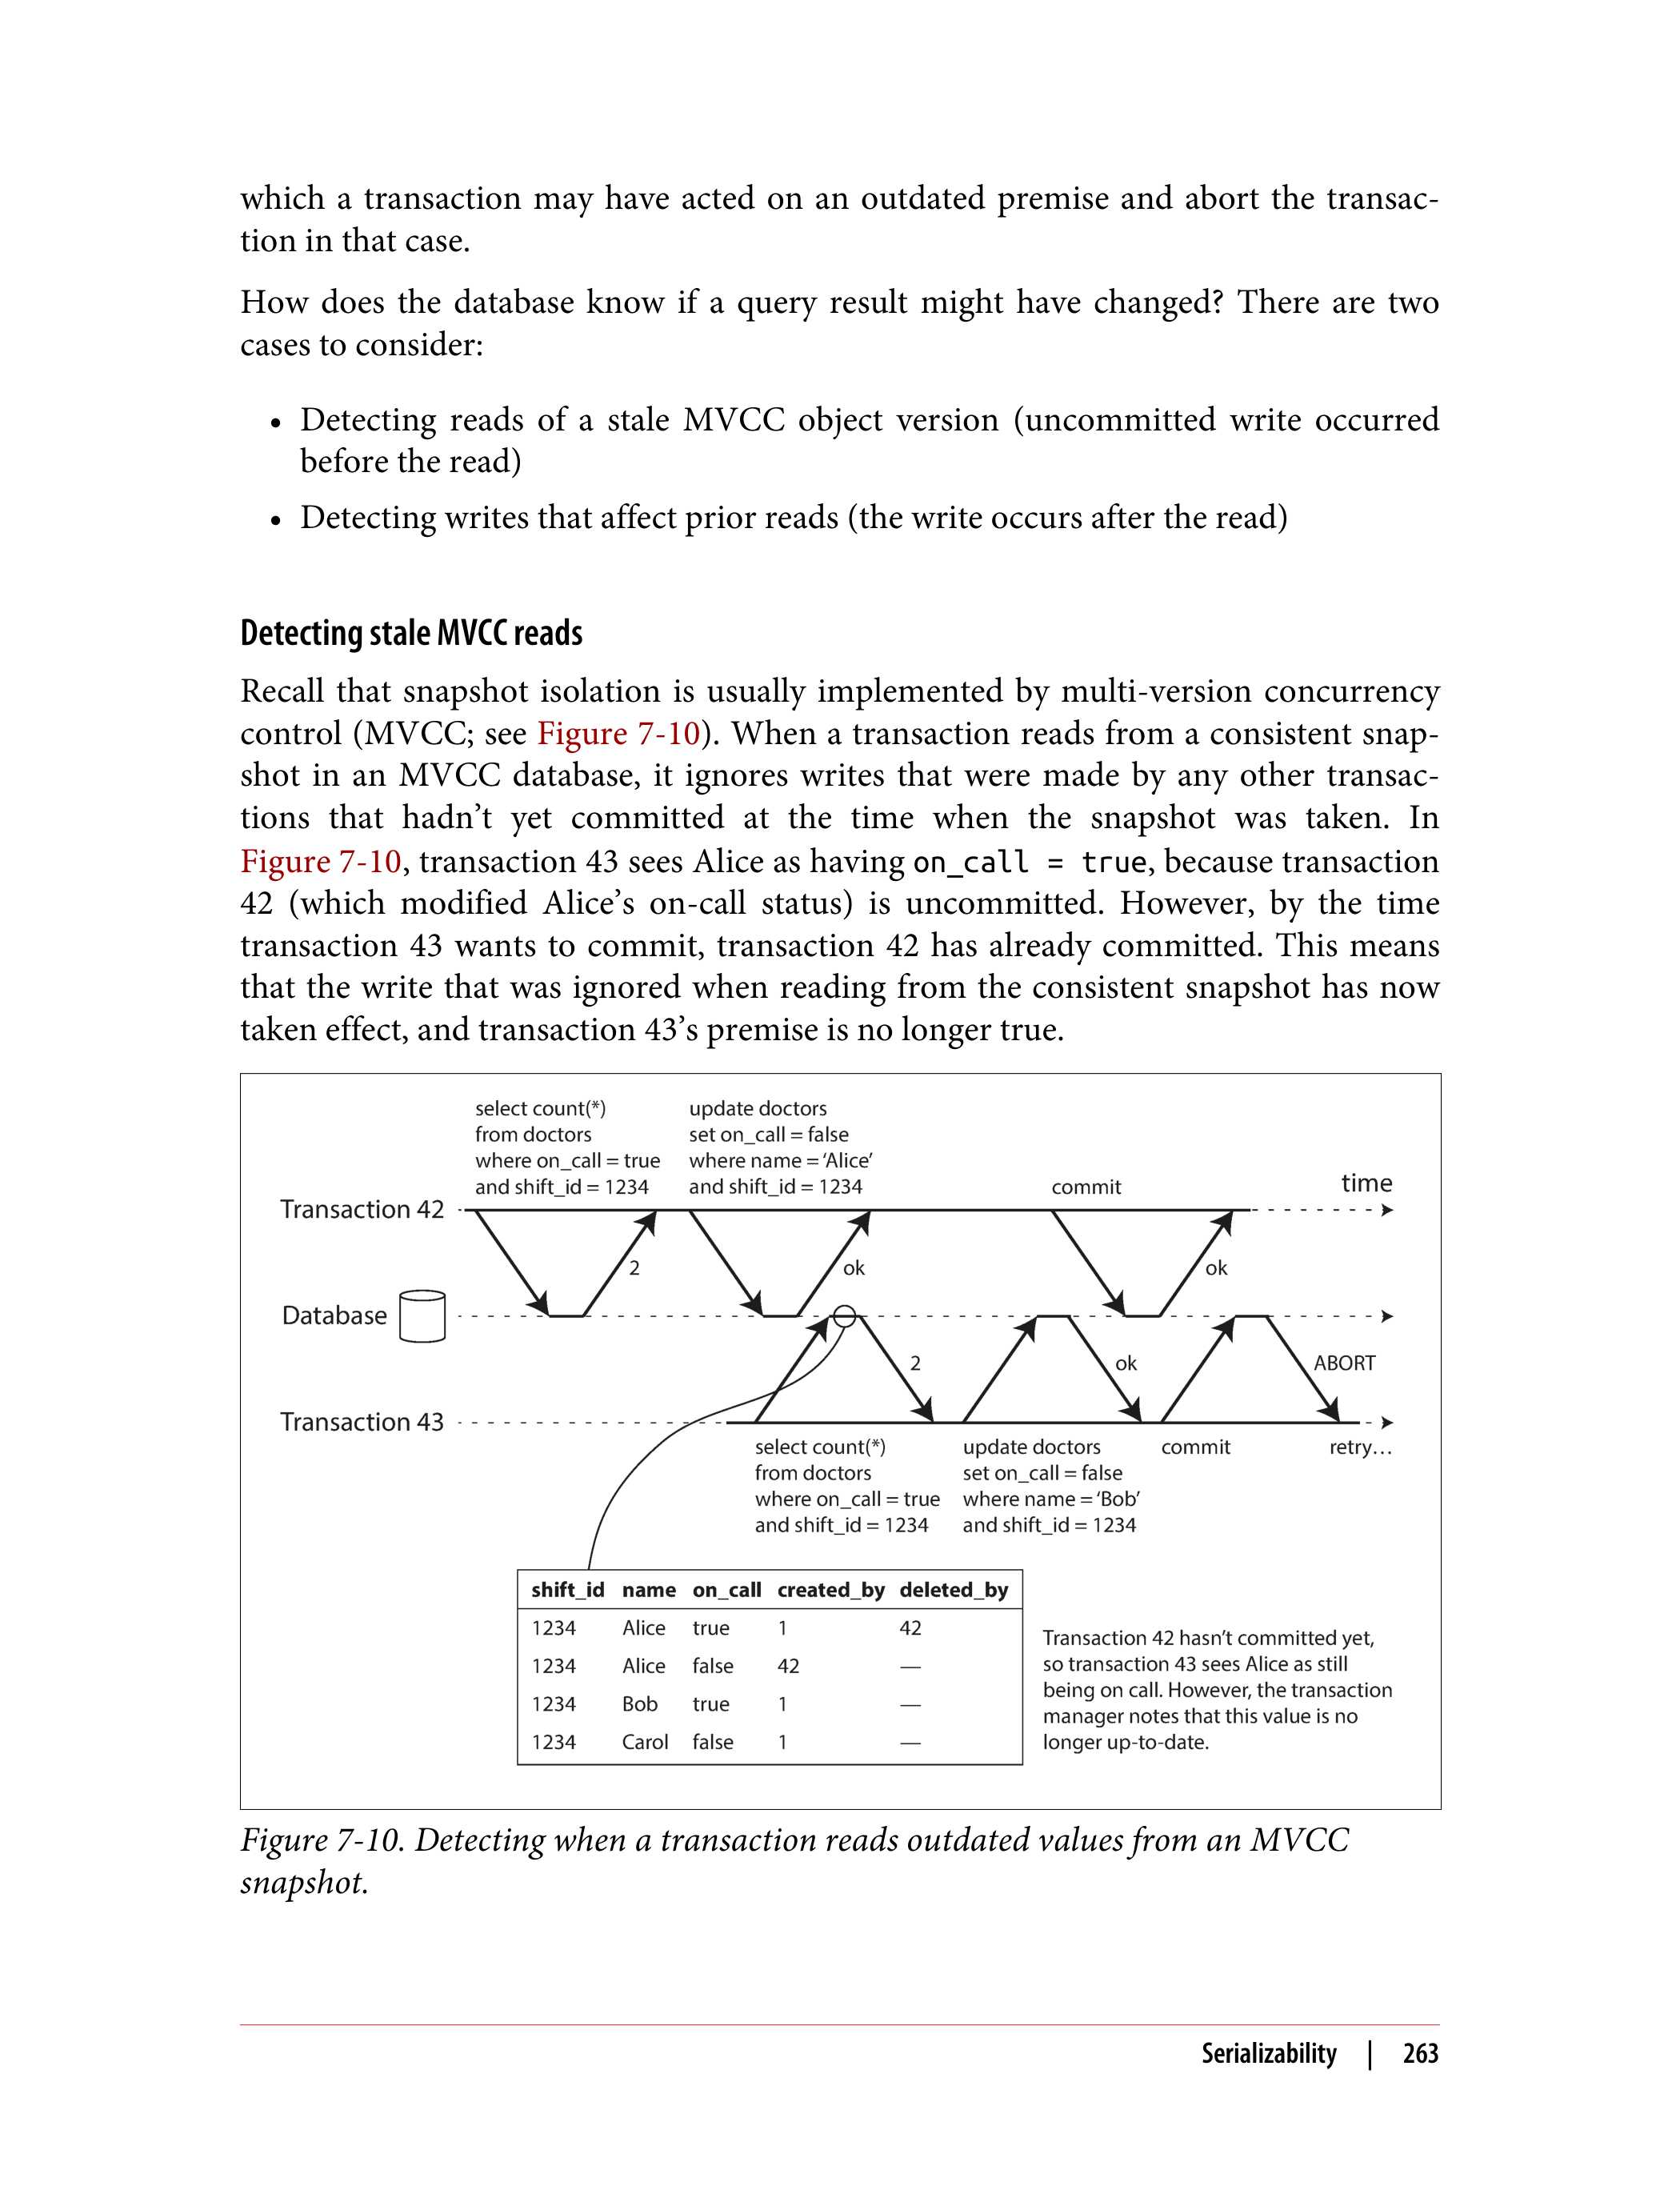 which a transaction may have acted on an outdated premise and abort the transac-
tion in that case.
How does the database know if a query result might have changed? There are two
cases to consider:
• Detecting reads of a stale MVCC object version (uncommitted write occurred
before the read)
• Detecting writes that affect prior reads (the write occurs after the read)
Detecting stale MVCC reads
Recall that snapshot isolation is usually implemented by multi-version concurrency
control (MVCC; see Figure 7-10). When a transaction reads from a consistent snap-
shot in an MVCC database, it ignores writes that were made by any other transac-
tions that hadn’t yet committed at the time when the snapshot was taken. In
Figure 7-10, transaction 43 sees Alice as having on_call = true, because transaction
42 (which modified Alice’s on-call status) is uncommitted. However, by the time
transaction 43 wants to commit, transaction 42 has already committed. This means
that the write that was ignored when reading from the consistent snapshot has now
taken effect, and transaction 43’s premise is no longer true.
select count(*)
from doctors
where on_call = true
and shift_id = 1234
update doctors
set on_call = false
where name = ‘Alice’
and shift_id = 1234
commit
time
Transaction 42
2
ok
ok
Database
2
ok
ABORT
Transaction 43
select count(*)
from doctors
where on_call = true
and shift_id = 1234
update doctors
set on_call = false
where name = ‘Bob’
and shift_id = 1234
commit
retry…
shift_id name on_call created_by deleted_by
1234 Alice true 1 42
1234 Alice false 42 —
1234 Bob true 1 —
1234 Carol false 1 —
Transaction 42 hasn’t committed yet,
so transaction 43 sees Alice as still
being on call. However, the transaction
manager notes that this value is no
longer up-to-date.
Figure 7-10. Detecting when a transaction reads outdated values from an MVCC
snapshot.
Serializability | 263